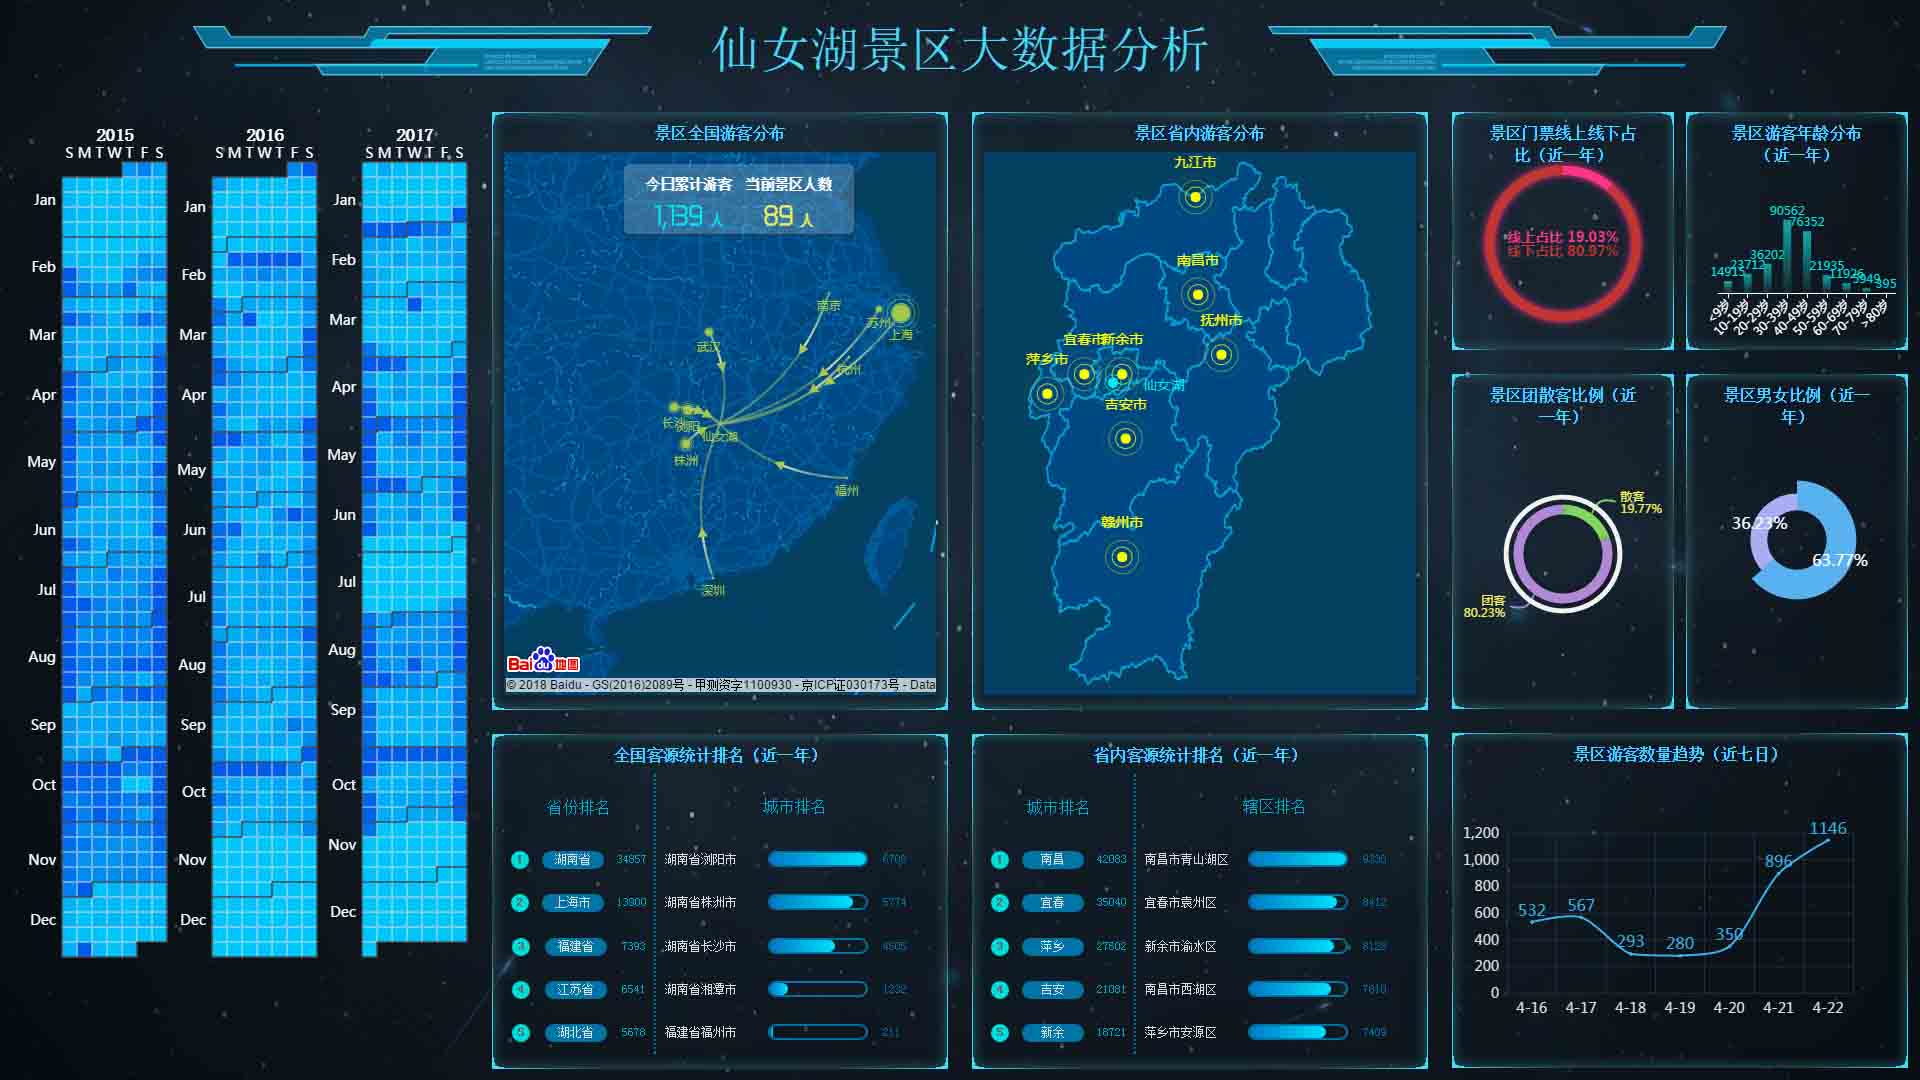 仙女湖景区大数据分析
2015
S M T W T F S
Jan
Feb
Mar
Apr
May
Jun
Jul
Aug
Sep
Oct
Nov
Dec
2016
S M T W T F S
Jan
Feb
Mar
Apr
May
Jun
Jul
Aug
Sep
Oct
Nov
Dec
2017
S M T W T F S
Jan
Feb
Mar
Apr
May
Jun
Jul
Aug
Sep
Oct
Nov
Dec
景区全国游客分布
今日累计游客 当前景区人数
1,139 人 89 人
南京
苏州
上海
武汉
杭州
长沙
浏阳
仙女湖
株洲
福州
深圳
Bai du 地图
© 2018 Baidu - GS(2016)2089号 - 甲测资字1100930 - 京ICP证030173号 - Data
景区省内游客分布
九江市
南昌市
抚州市
宜春市
新余市
萍乡市
仙女湖
吉安市
赣州市
景区门票线上线下占
比（近一年）
线上占比 19.03%
线下占比 80.97%
景区游客年龄分布
（近一年）
90562
76352
36202
23712
14915
21935
11926
5949
395
<9岁
10-19岁
20-29岁
30-39岁
40-49岁
50-59岁
60-69岁
70-79岁
>80岁
景区团散客比例（近
一年）
散客
19.77%
团客
80.23%
景区男女比例（近一
年）
36.23%
63.77%
全国客源统计排名（近一年）
省份排名
1 湖南省 34857
2 上海市 13900
3 福建省 7393
4 江苏省 6541
5 湖北省 5678
城市排名
湖南省浏阳市 6700
湖南省株洲市 5774
湖南省长沙市 4505
湖南省湘潭市 1232
福建省福州市 211
省内客源统计排名（近一年）
城市排名
1 南昌 42083
2 宜春 35040
3 萍乡 27802
4 吉安 21081
5 新余 18721
辖区排名
南昌市青山湖区 9330
宜春市袁州区 8412
新余市渝水区 8128
南昌市西湖区 7810
萍乡市安源区 7409
景区游客数量趋势（近七日）
1,200
1,000
800
600
400
200
0
532
567
293
280
350
896
1146
4-16 4-17 4-18 4-19 4-20 4-21 4-22